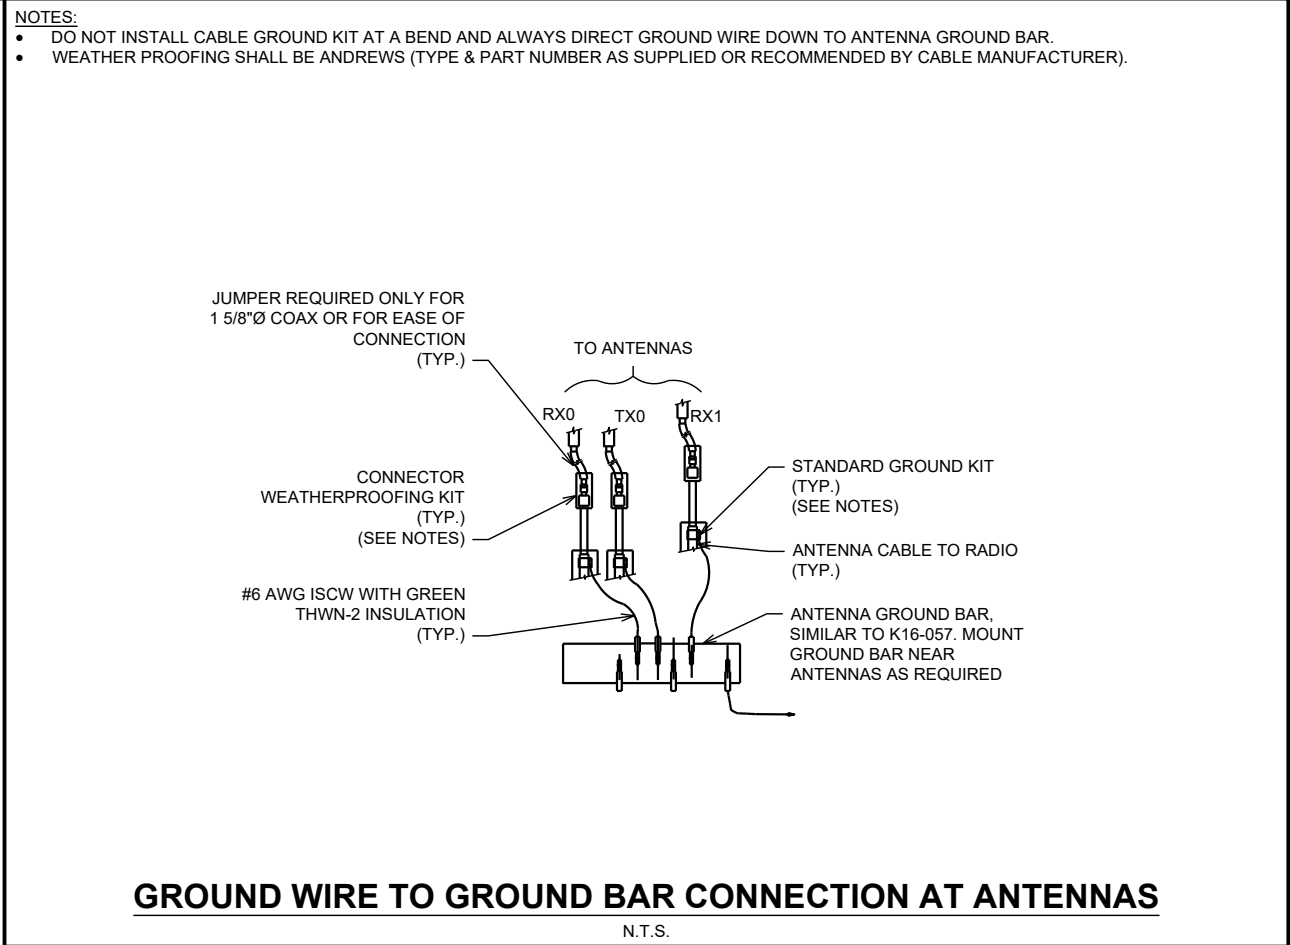 NOTES:
• DO NOT INSTALL CABLE GROUND KIT AT A BEND AND ALWAYS DIRECT GROUND WIRE DOWN TO ANTENNA GROUND BAR.
• WEATHER PROOFING SHALL BE ANDREWS (TYPE & PART NUMBER AS SUPPLIED OR RECOMMENDED BY CABLE MANUFACTURER).
JUMPER REQUIRED ONLY FOR
1 5/8"Ø COAX OR FOR EASE OF
CONNECTION
(TYP.)
TO ANTENNAS
RX0
TX0
RX1
CONNECTOR
WEATHERPROOFING KIT
(TYP.)
(SEE NOTES)
STANDARD GROUND KIT
(TYP.)
(SEE NOTES)
ANTENNA CABLE TO RADIO
(TYP.)
#6 AWG ISCW WITH GREEN
THWN-2 INSULATION
(TYP.)
ANTENNA GROUND BAR,
SIMILAR TO K16-057. MOUNT
GROUND BAR NEAR
ANTENNAS AS REQUIRED
GROUND WIRE TO GROUND BAR CONNECTION AT ANTENNAS
N.T.S.